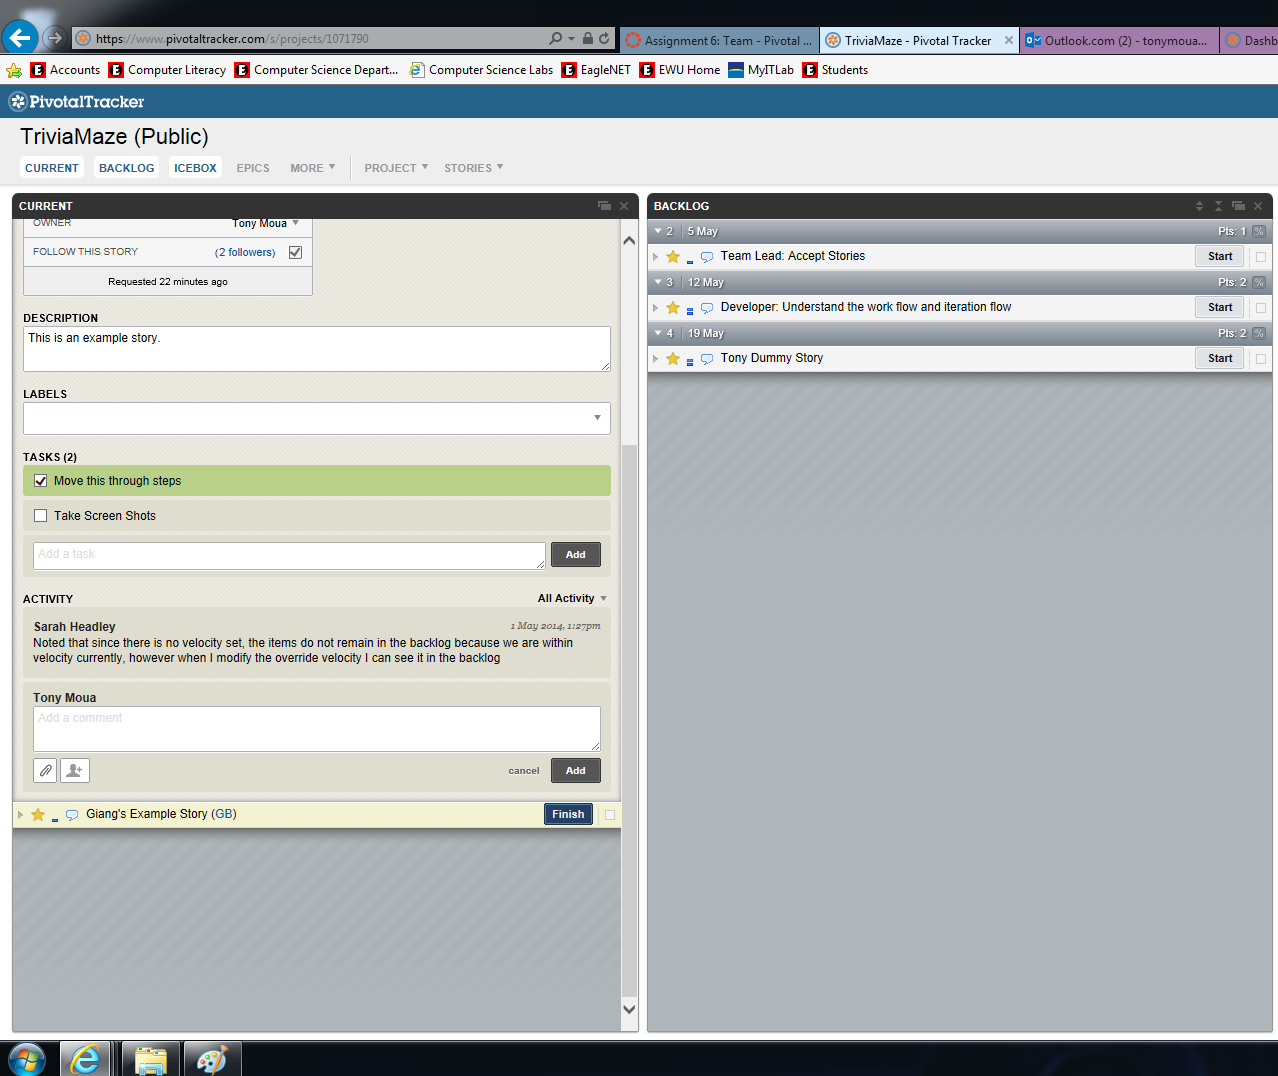 https://www.pivotaltracker.com/s/projects/1071790
Assignment 6: Team - Pivotal ...
TriviaMaze - Pivotal Tracker
Outlook.com (2) - tonymoua...
Dashb
Accounts
Computer Literacy
Computer Science Depart...
Computer Science Labs
EagleNET
EWU Home
MyITLab
Students
PivotalTracker
TriviaMaze (Public)
CURRENT
BACKLOG
ICEBOX
EPICS
MORE
PROJECT
STORIES
CURRENT
OWNER
Tony Moua
FOLLOW THIS STORY
(2 followers)
Requested 22 minutes ago
DESCRIPTION
This is an example story.
LABELS
TASKS (2)
Move this through steps
Take Screen Shots
Add a task
Add
ACTIVITY
All Activity
Sarah Headley
1 May 2014, 1:27pm
Noted that since there is no velocity set, the items do not remain in the backlog because we are within
velocity currently, however when I modify the override velocity I can see it in the backlog
Tony Moua
Add a comment
cancel
Add
Giang's Example Story (GB)
Finish
BACKLOG
2 5 May Pts: 1 %
Team Lead: Accept Stories
Start
3 12 May Pts: 2 %
Developer: Understand the work flow and iteration flow
Start
4 19 May Pts: 2 %
Tony Dummy Story
Start